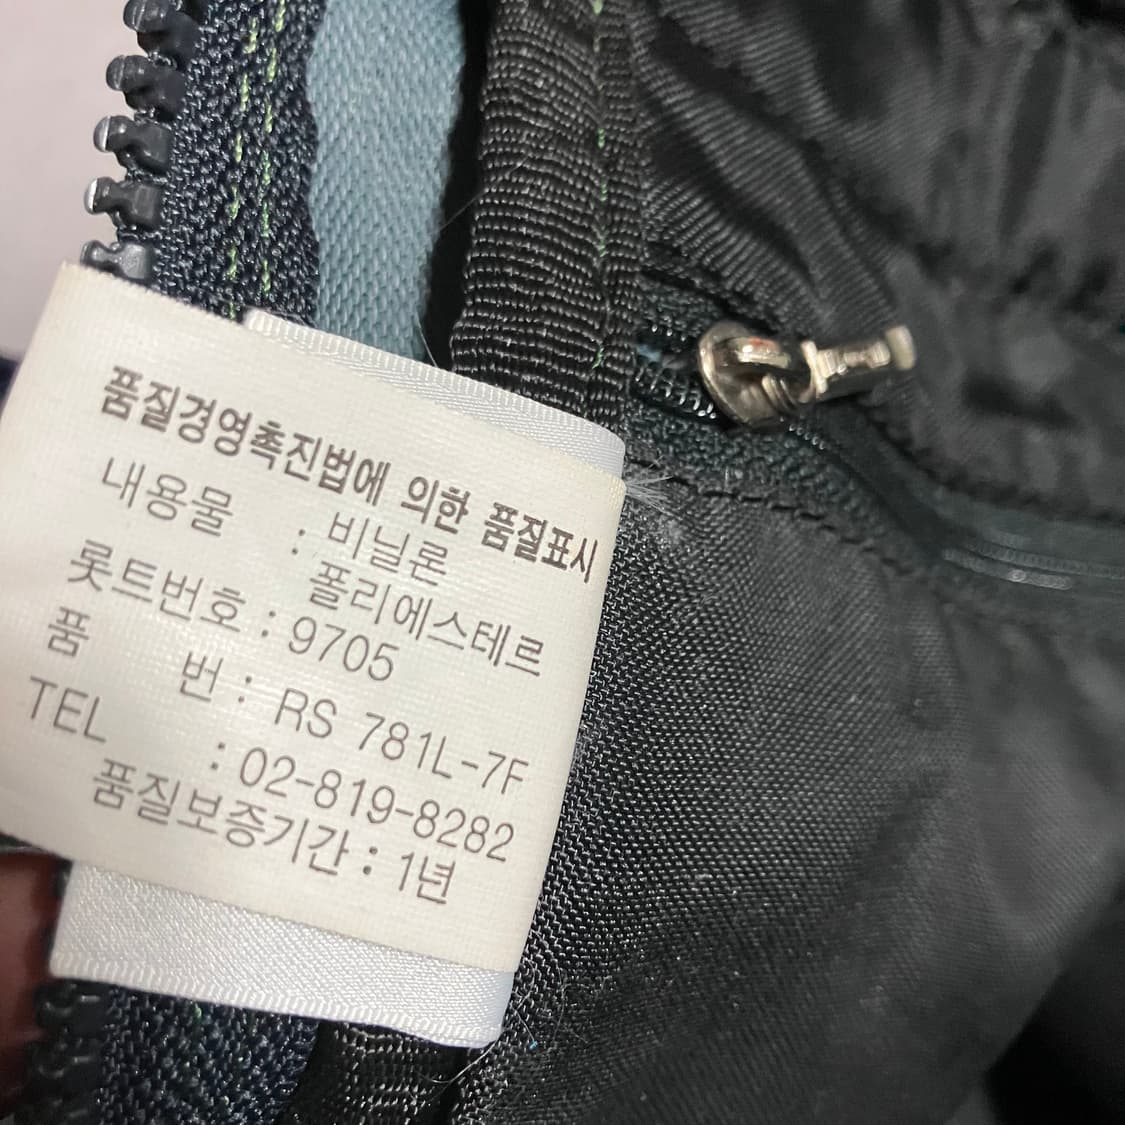 품질경영촉진법에 의한 품질표시
내용물 : 비닐론
폴리에스테르
롯트번호 : 9705
품 번 : RS 781L-7F
TEL : 02-819-8282
품질보증기간 : 1년